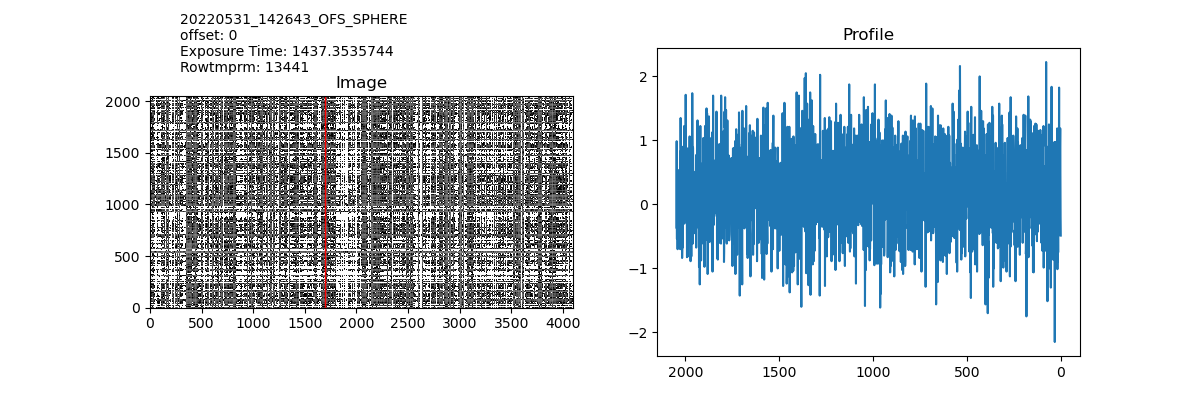 20220531_142643_OFS_SPHERE
offset: 0
Exposure Time: 1437.3535744
Rowtmprm: 13441
Image
2000
1500
1000
500
0
0 500 1000 1500 2000 2500 3000 3500 4000
Profile
2
1
0
−1
−2
2000 1500 1000 500 0